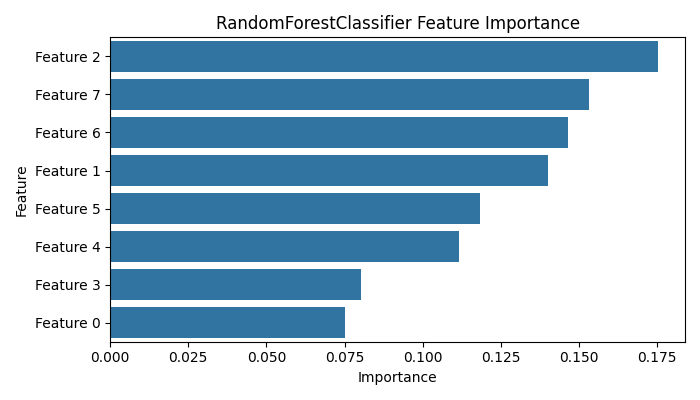 RandomForestClassifier Feature Importance
Feature 2
Feature 7
Feature 6
Feature 1
Feature 5
Feature 4
Feature 3
Feature 0
Feature
0.000 0.025 0.050 0.075 0.100 0.125 0.150 0.175
Importance